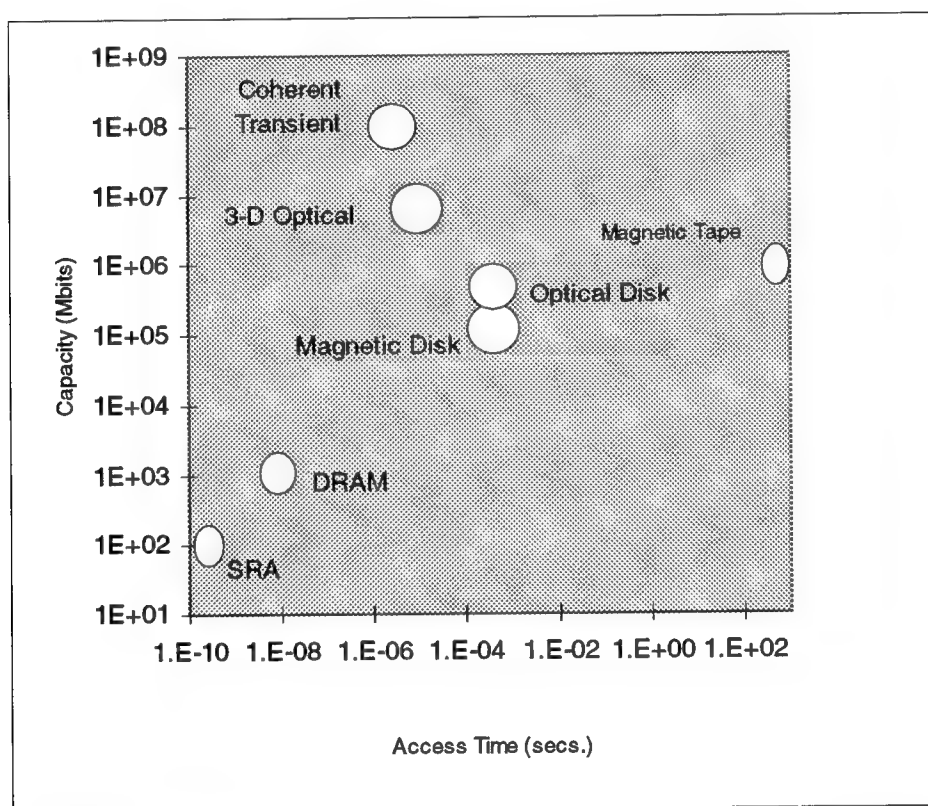 1E+09
1E+08
1E+07
1E+06
1E+05
1E+04
1E+03
1E+02
1E+01
Capacity (Mbits)
Coherent
Transient
3-D Optical
Magnetic Tape
Optical Disk
Magnetic Disk
DRAM
SRA
1.E-10 1.E-08 1.E-06 1.E-04 1.E-02 1.E+00 1.E+02
Access Time (secs.)